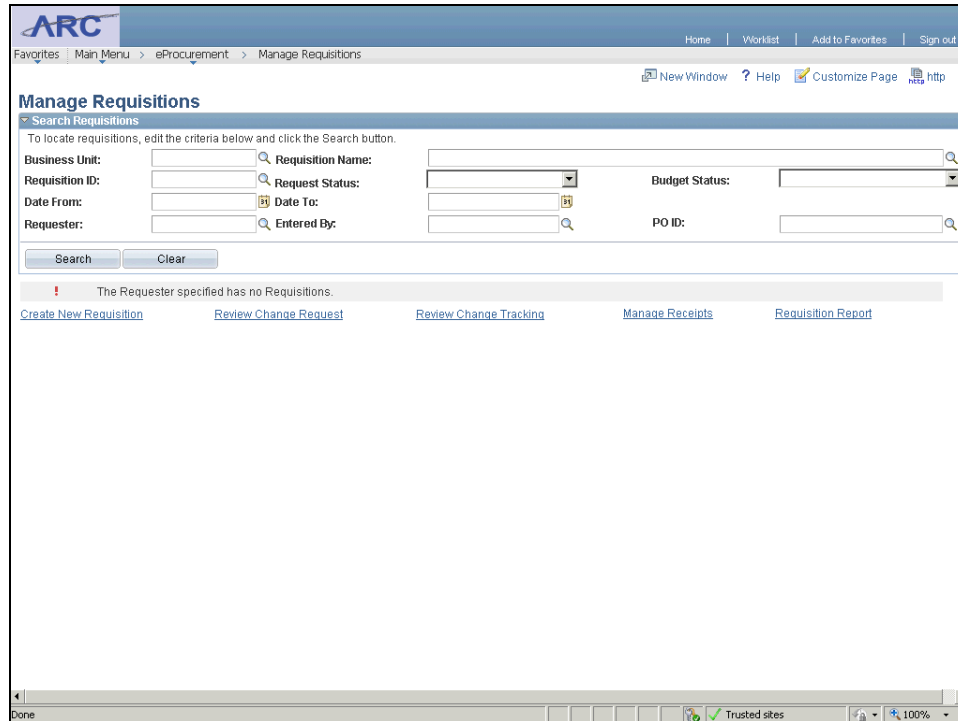 ARC
Home | Worklist | Add to Favorites | Sign out
Favorites Main Menu > eProcurement > Manage Requisitions
New Window ? Help Customize Page http
Manage Requisitions
Search Requisitions
To locate requisitions, edit the criteria below and click the Search button.
Business Unit: Requisition Name:
Requisition ID: Request Status: Budget Status:
Date From: 31 Date To: 31
Requester: Entered By: PO ID:
Search Clear
! The Requester specified has no Requisitions.
Create New Requisition Review Change Request Review Change Tracking Manage Receipts Requisition Report
Done Trusted sites 100%